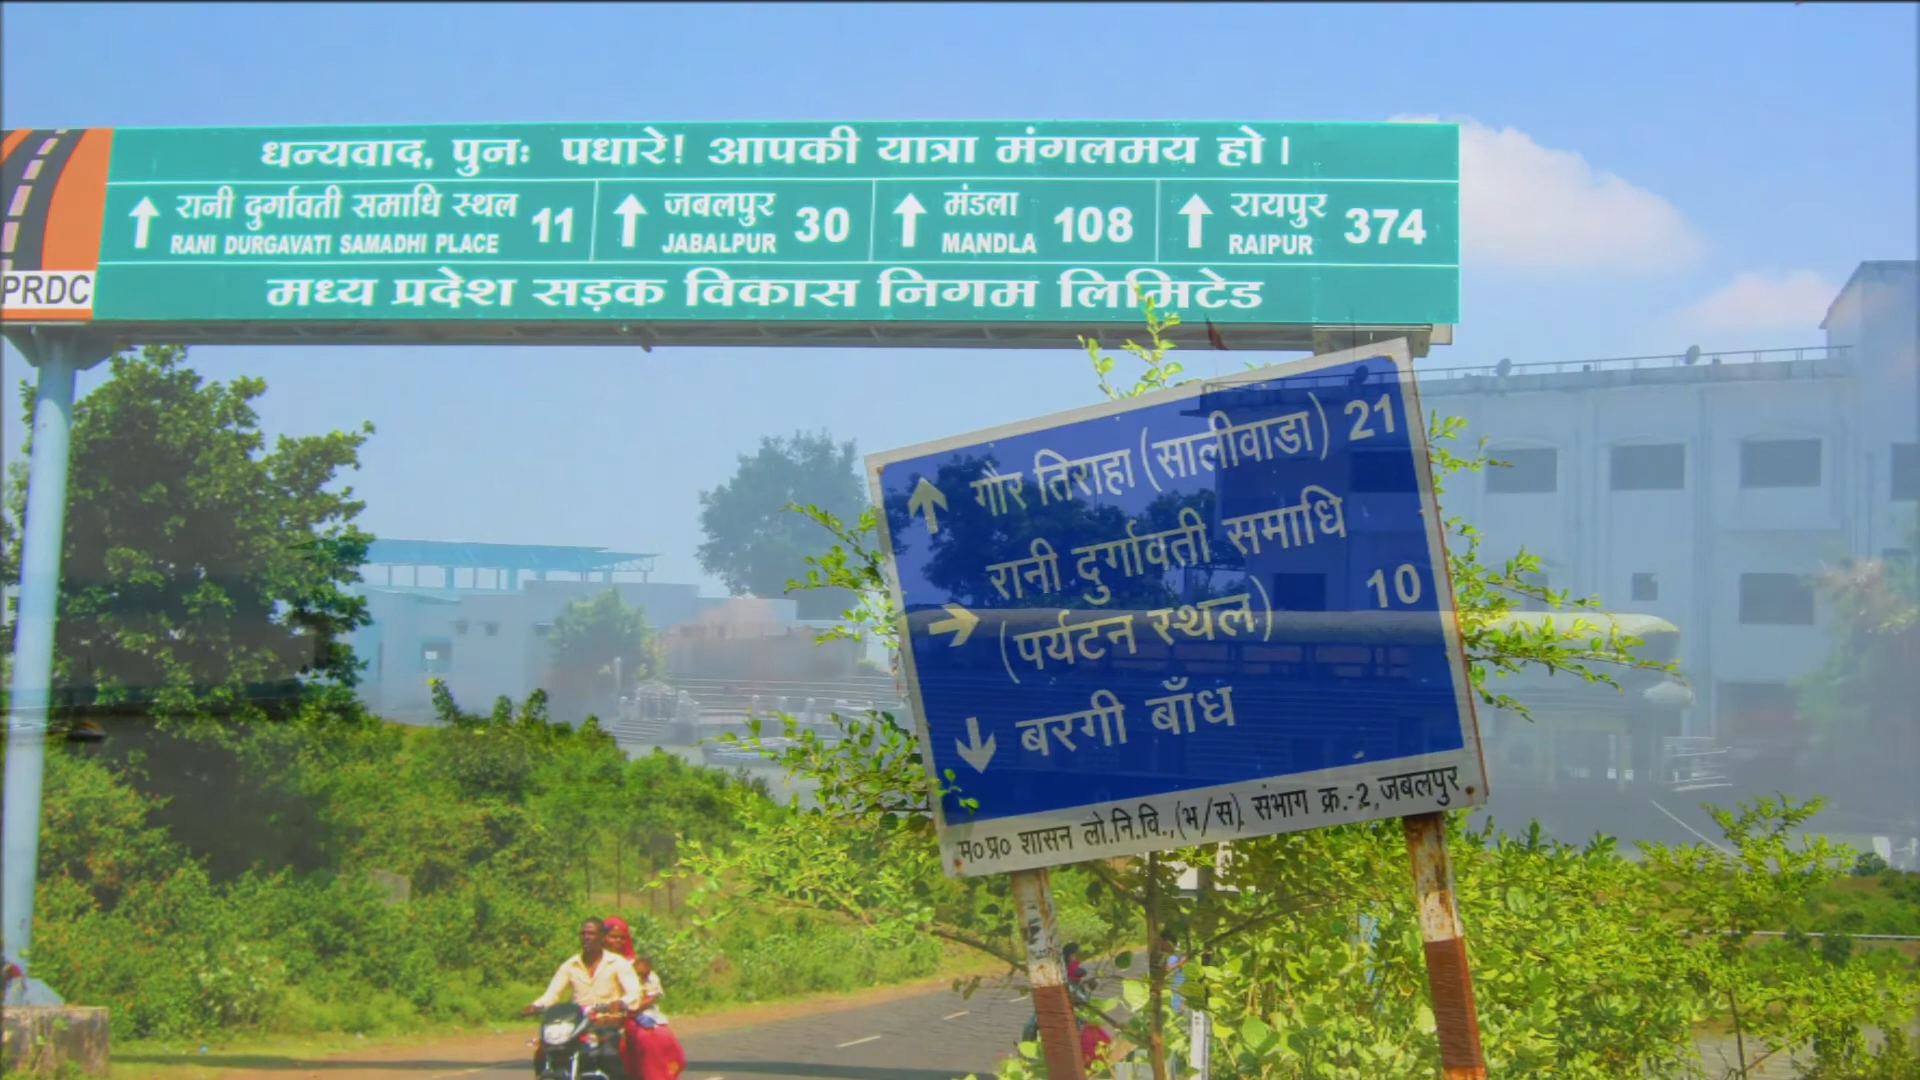 धन्यवाद, पुनः पधारे! आपकी यात्रा मंगलमय हो।
रानी दुर्गावती समाधि स्थल 11
RANI DURGAVATI SAMADHI PLACE
जबलपुर 30
JABALPUR
मंडला 108
MANDLA
रायपुर 374
RAIPUR
PRDC
मध्य प्रदेश सड़क विकास निगम लिमिटेड
गौर तिराहा (सालीवाडा) 21
रानी दुर्गावती समाधि
(पर्यटन स्थल) 10
बरगी बाँध
म०प्र० शासन लो.नि.वि.,(भ/स). संभाग क्र.-2,जबलपुर